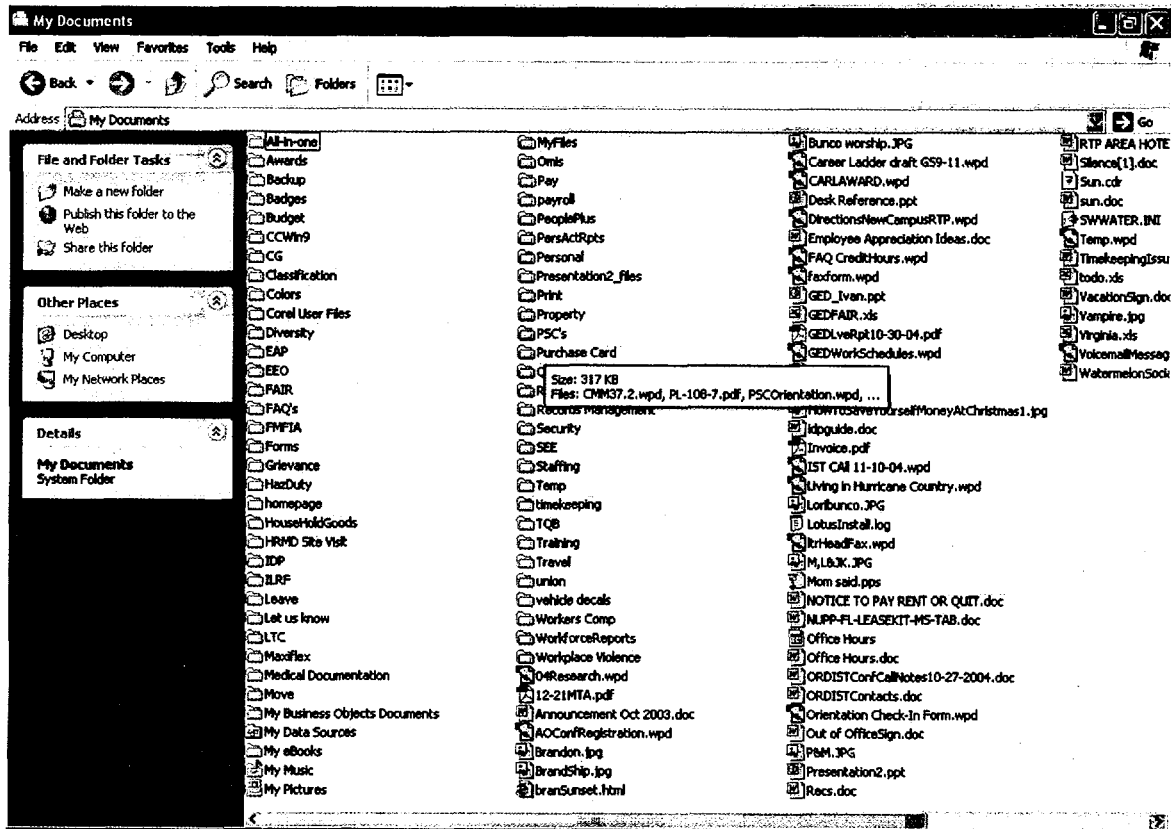 My Documents
File Edit View Favorites Tools Help
Back Search Folders
Address My Documents Go
File and Folder Tasks
Make a new folder
Publish this folder to the
Web
Share this folder
Other Places
Desktop
My Computer
My Network Places
Details
My Documents
System Folder
All-in-one
Awards
Backup
Badges
Budget
CCWin9
CG
Classification
Colors
Corel User Files
Diversity
EAP
EEO
FAIR
FAQ's
FMFIA
Forms
Grievance
HazDuty
homepage
HouseHoldGoods
HRMD Site Visit
IDP
ILRF
Leave
Let us know
LTC
Maxiflex
Medical Documentation
Move
My Business Objects Documents
My Data Sources
My eBooks
My Music
My Pictures
MyFiles
Omis
Pay
payroll
PeoplePlus
PersActRpts
Personal
Presentation2_files
Print
Property
PSC's
Purchase Card
Size: 317 KB
Files: CMM37.2.wpd, PL-108-7.pdf, PSCOrientation.wpd, ...
Records Management
Security
SEE
Staffing
Temp
timekeeping
TQB
Training
Travel
union
vehicle decals
Workers Comp
WorkforceReports
Workplace Violence
04Research.wpd
12-21MTA.pdf
Announcement Oct 2003.doc
AOConfRegistration.wpd
Brandon.jpg
BrandShip.jpg
branSunset.html
Bunco worship.JPG
Career Ladder draft GS9-11.wpd
CARLAWARD.wpd
Desk Reference.ppt
DirectionsNewCampusRTP.wpd
Employee Appreciation Ideas.doc
FAQ CreditHours.wpd
faxform.wpd
GED_Ivan.ppt
GEDFAIR.xls
GEDLveRpt10-30-04.pdf
GEDWorkSchedules.wpd
HowToSaveYourselfMoneyAtChristmas1.jpg
idpguide.doc
Invoice.pdf
IST CAll 11-10-04.wpd
Living in Hurricane Country.wpd
Loribunco.JPG
LotusInstall.log
ltrHeadFax.wpd
M,L&JK.JPG
Mom said.pps
NOTICE TO PAY RENT OR QUIT.doc
NUPP-FL-LEASEKIT-MS-TAB.doc
Office Hours
Office Hours.doc
ORDISTConfCallNotes10-27-2004.doc
ORDISTContacts.doc
Orientation Check-In Form.wpd
Out of OfficeSign.doc
P&M.JPG
Presentation2.ppt
Recs.doc
RTP AREA HOTE
Silence[1].doc
Sun.cdr
sun.doc
SWWATER.INI
Temp.wpd
TimekeepingIssu
todo.xls
VacationSign.doc
Vampire.jpg
Virginia.xls
VoicemailMessag
WatermelonSock